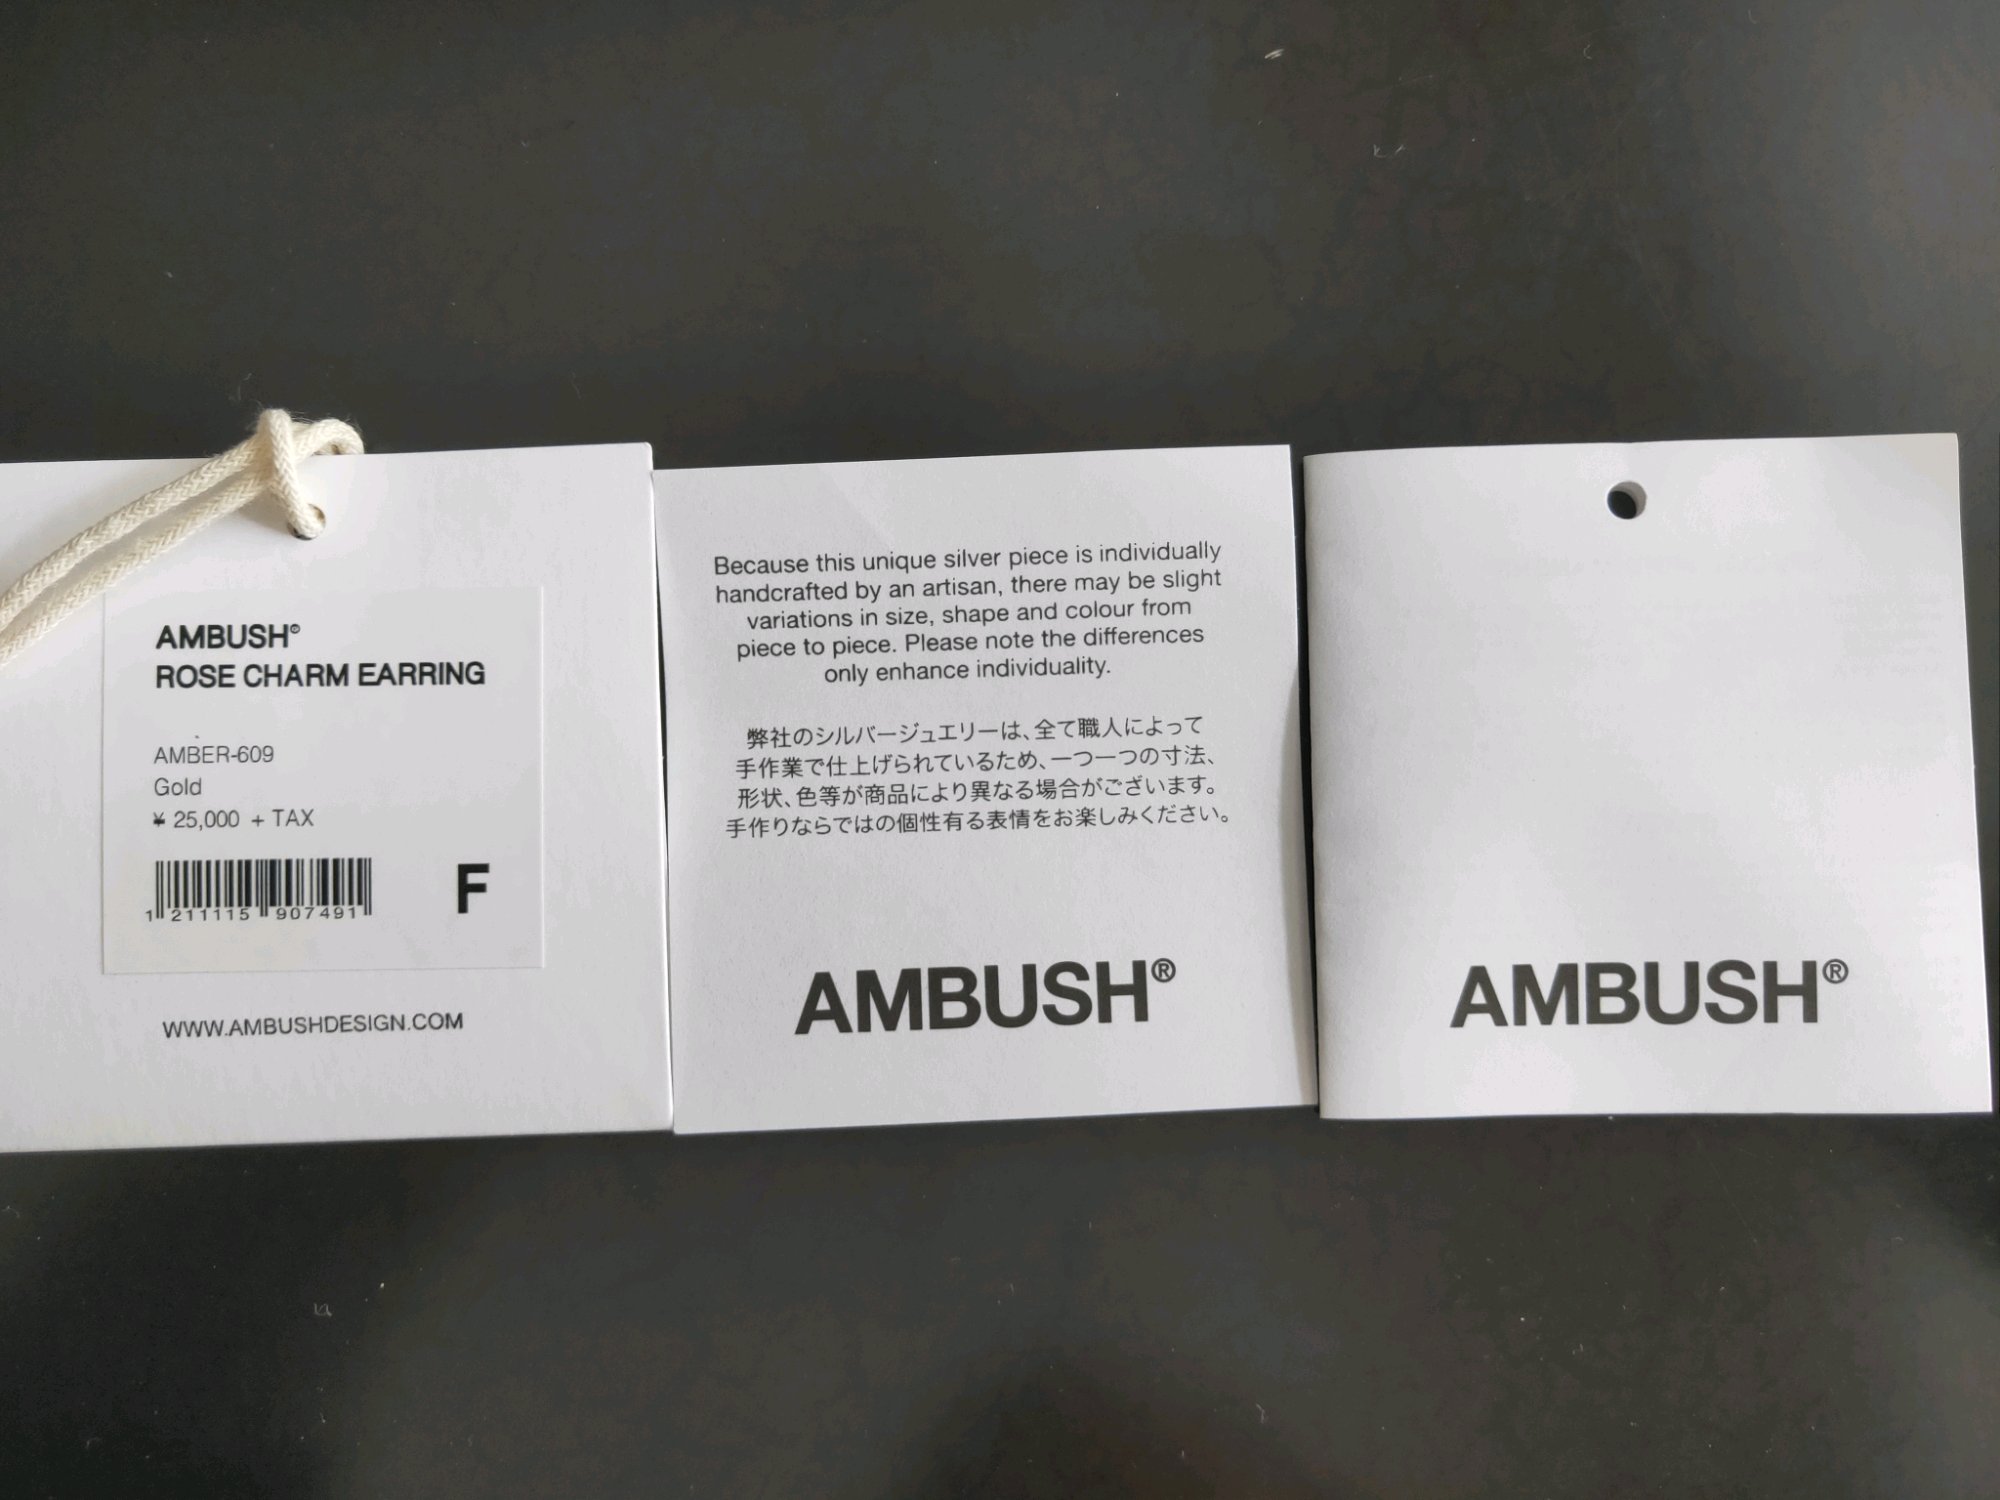 AMBUSH®
ROSE CHARM EARRING
AMBER-609
Gold
¥ 25,000 + TAX
1 211115 907491
F
WWW.AMBUSHDESIGN.COM
Because this unique silver piece is individually
handcrafted by an artisan, there may be slight
variations in size, shape and colour from
piece to piece. Please note the differences
only enhance individuality.
弊社のシルバージュエリーは、全て職人によって
手作業で仕上げられているため、一つ一つの寸法、
形状、色等が商品により異なる場合がございます。
手作りならではの個性有る表情をお楽しみください。
AMBUSH®
AMBUSH®